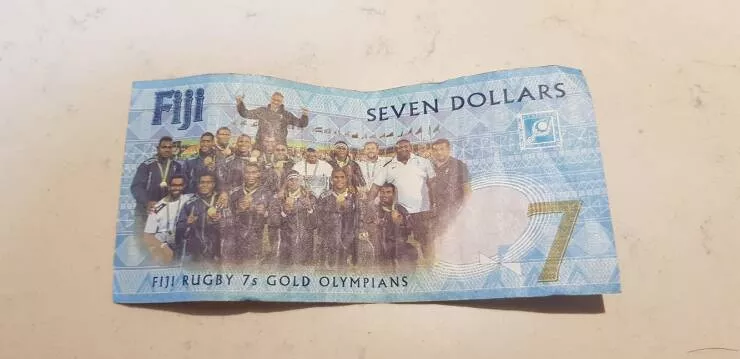 FIJI
SEVEN DOLLARS
FIJI RUGBY 7s GOLD OLYMPIANS
7